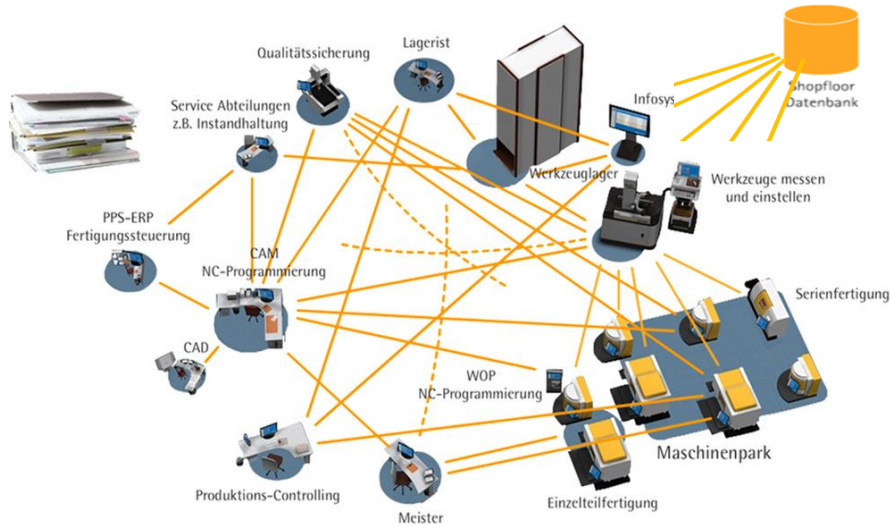 Qualitätssicherung
Lagerist
Shopfloor
Datenbank
Infosys
Service Abteilungen
z.B. Instandhaltung
Werkzeuglager
Werkzeuge messen
und einstellen
PPS-ERP
Fertigungssteuerung
CAM
NC-Programmierung
Serienfertigung
CAD
WOP
NC-Programmierung
Maschinenpark
Produktions-Controlling
Einzelteilfertigung
Meister